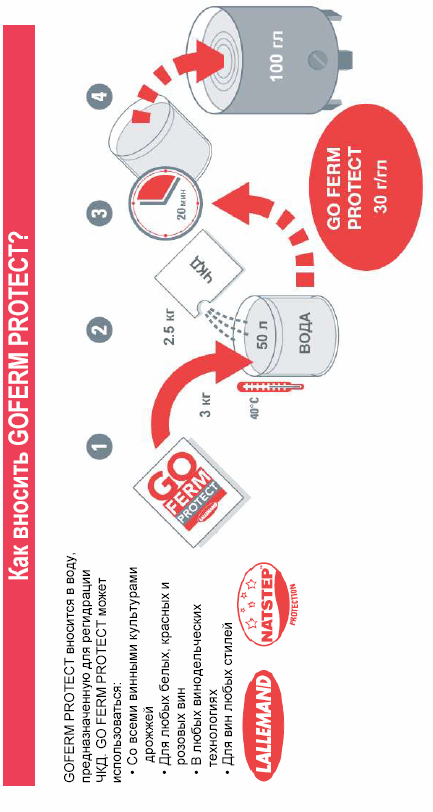 Как вносить GOFERM PROTECT?
GOFERM PROTECT вносится в воду,
предназначенную для регидрации
ЧКД. GO FERM PROTECT может
использоваться:
• Со всеми винными культурами
дрожжей
• Для любых белых, красных и
розовых вин
• В любых винодельческих
технологиях
• Для вин любых стилей
LALLEMAND
NATSTEP
PROTECTION
1
GO
FERM
PROTECT
LALLEMAND
3 кг
40°C
2
2.5 кг
ЧКД
50 л
ВОДА
3
20 мин
4
100 гл
GO FERM
PROTECT
30 г/гл